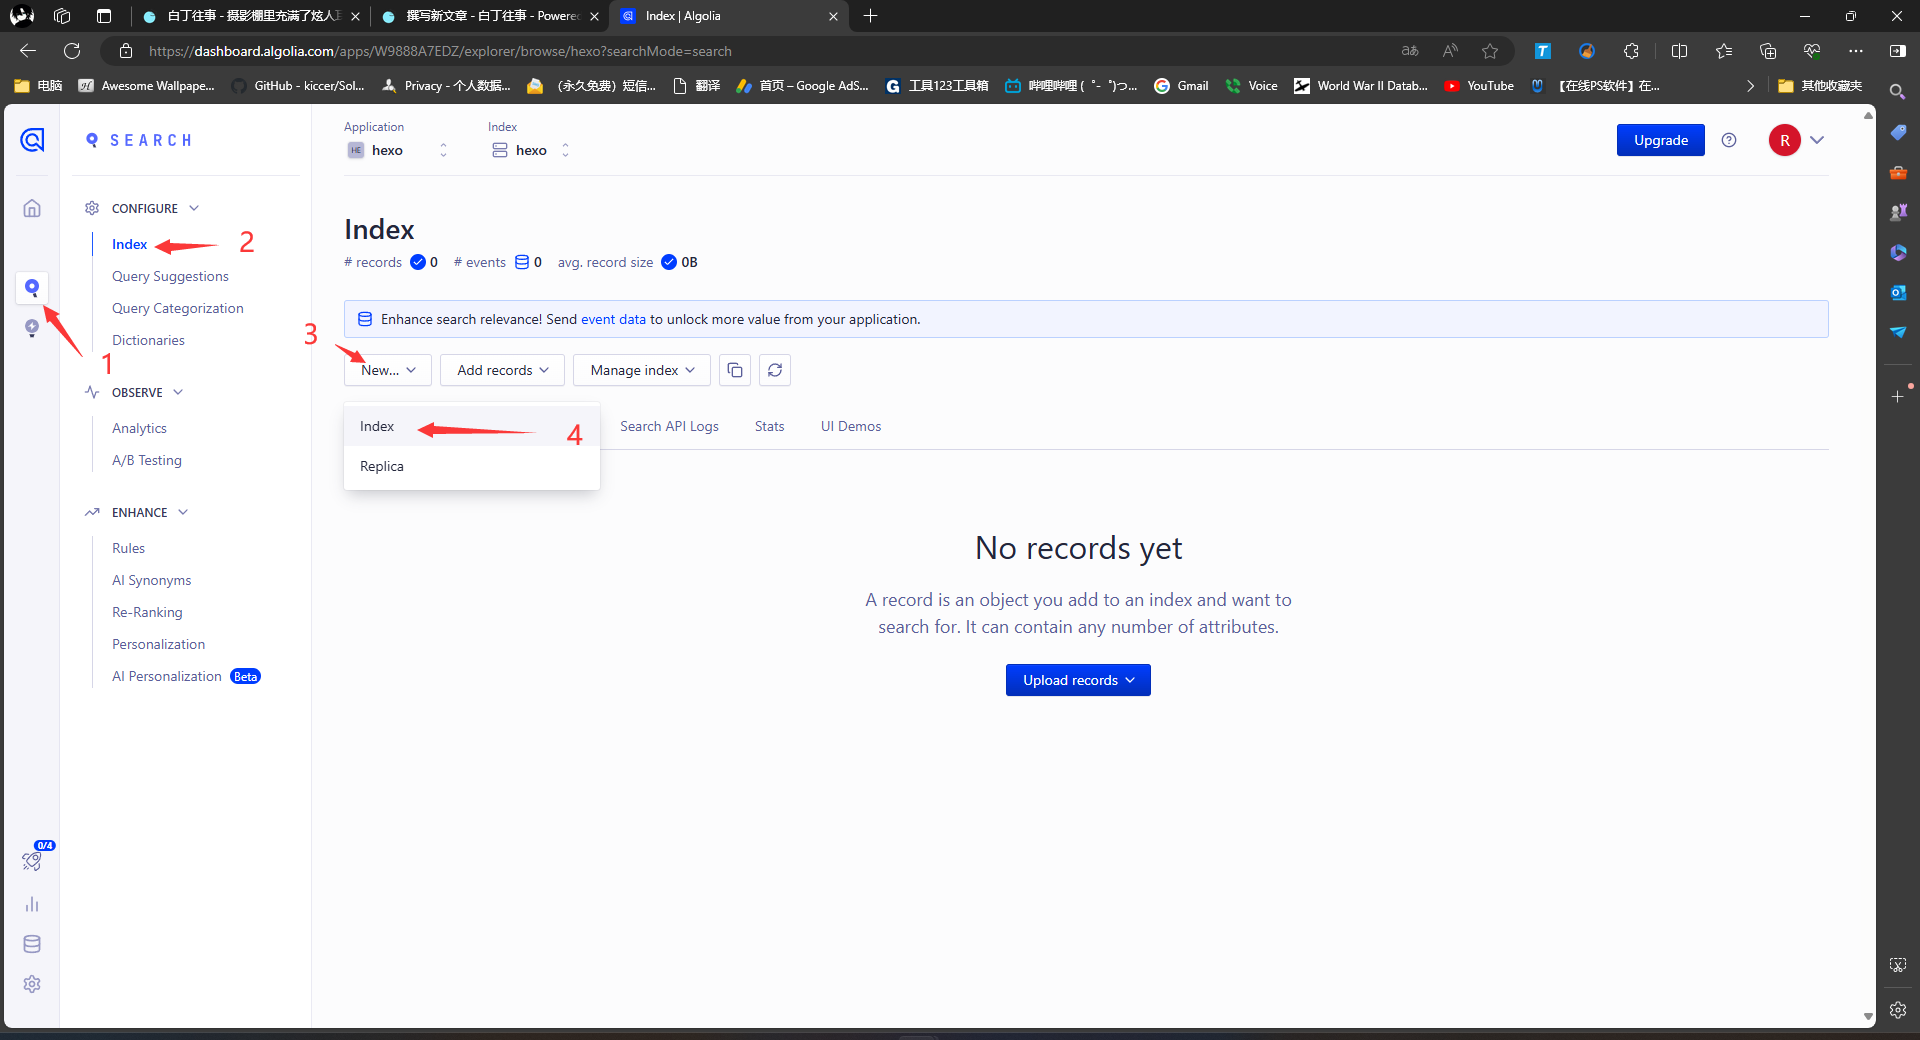 白丁往事 - 摄影棚里充满了炫人耳
撰写新文章 - 白丁往事 - Powered
Index | Algolia
https://dashboard.algolia.com/apps/W9888A7EDZ/explorer/browse/hexo?searchMode=search
电脑
Awesome Wallpape...
GitHub - kiccer/Sol...
Privacy - 个人数据...
（永久免费）短信...
翻译
首页 – Google AdS...
工具123工具箱
哔哩哔哩 (゜-゜)つ...
Gmail
Voice
World War II Datab...
YouTube
【在线PS软件】在...
其他收藏夹
SEARCH
Application
HE hexo
Index
hexo
Upgrade
R
CONFIGURE
Index
2
Query Suggestions
Query Categorization
Dictionaries
1
OBSERVE
Analytics
A/B Testing
ENHANCE
Rules
AI Synonyms
Re-Ranking
Personalization
AI Personalization Beta
0/4
Index
# records 0 # events 0 avg. record size 0B
Enhance search relevance! Send event data to unlock more value from your application.
3
New... Add records Manage index
Index
4
Replica
Search API Logs Stats UI Demos
No records yet
A record is an object you add to an index and want to
search for. It can contain any number of attributes.
Upload records